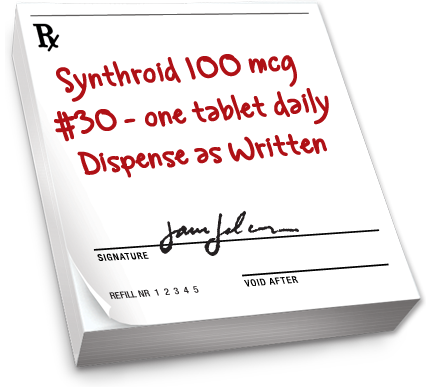 Rx
Synthroid 100 mcg
#30 - one tablet daily
Dispense as Written
SIGNATURE
REFILL NR 1 2 3 4 5
VOID AFTER